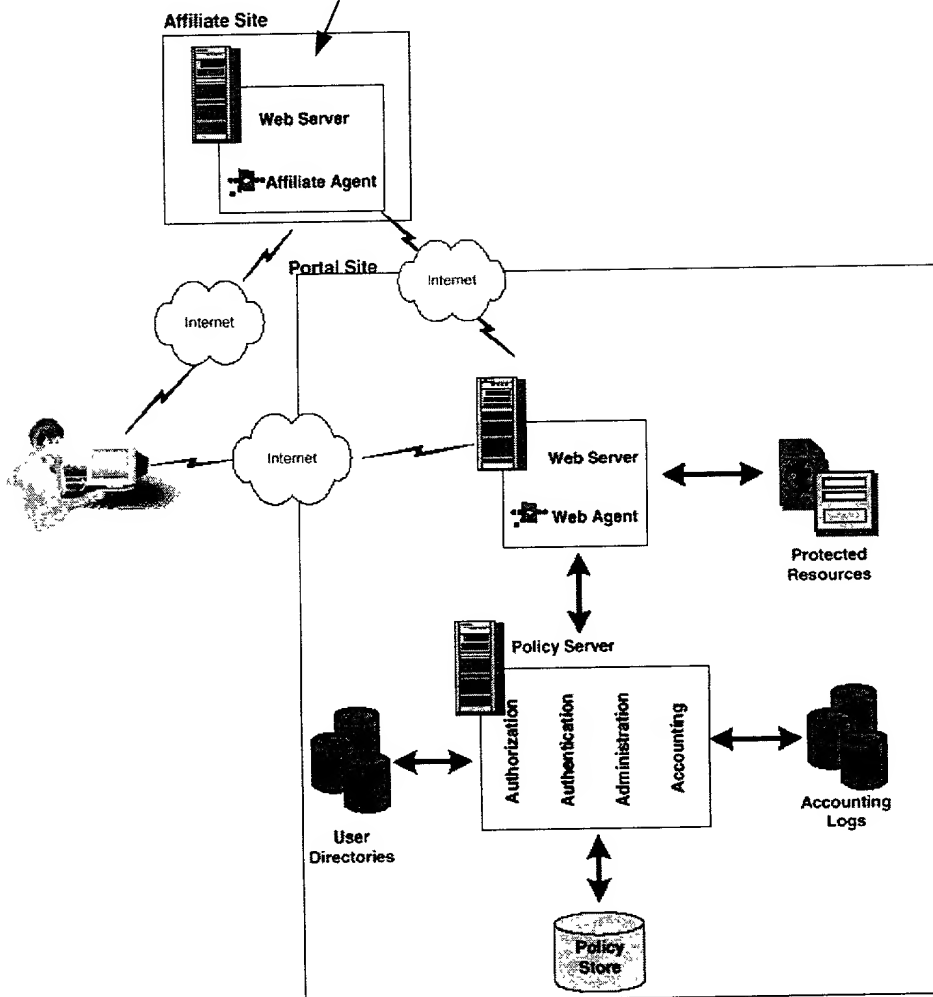 Affiliate Site
Web Server
Affiliate Agent
Portal Site
Internet
Internet
Internet
Web Server
Web Agent
Protected
Resources
Policy Server
Authorization
Authentication
Administration
Accounting
User
Directories
Accounting
Logs
Policy
Store